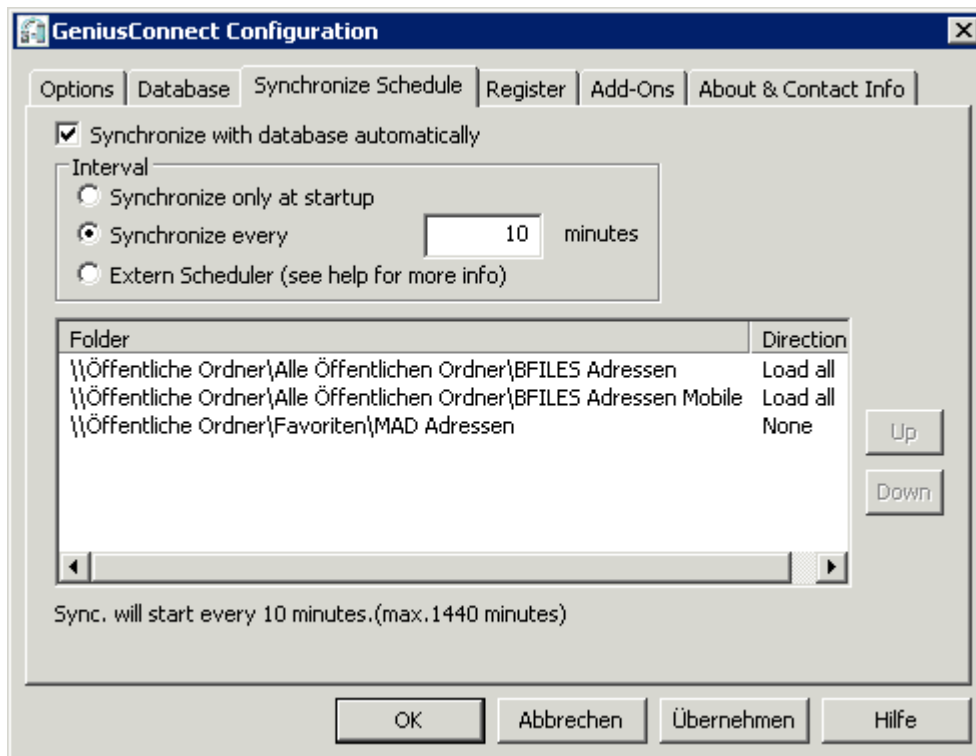 GeniusConnect Configuration
Options Database Synchronize Schedule Register Add-Ons About & Contact Info
Synchronize with database automatically
Interval
Synchronize only at startup
Synchronize every 10 minutes
Extern Scheduler (see help for more info)
Folder Direction
\\Öffentliche Ordner\Alle Öffentlichen Ordner\BFILES Adressen Load all
\\Öffentliche Ordner\Alle Öffentlichen Ordner\BFILES Adressen Mobile Load all
\\Öffentliche Ordner\Favoriten\MAD Adressen None
Up
Down
Sync. will start every 10 minutes.(max.1440 minutes)
OK Abbrechen Übernehmen Hilfe